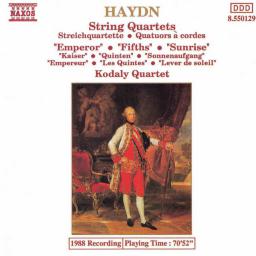 DDD
NAXOS
HAYDN
8.550129
String Quartets
Streichquartette • Quatuors à cordes
"Emperor" • "Fifths" • "Sunrise"
"Kaiser" • "Quinten" • "Sonnenaufgang"
"Empereur" • "Les Quintes" • "Lever de soleil"
Kodaly Quartet
1988 Recording
Playing Time : 70'52"